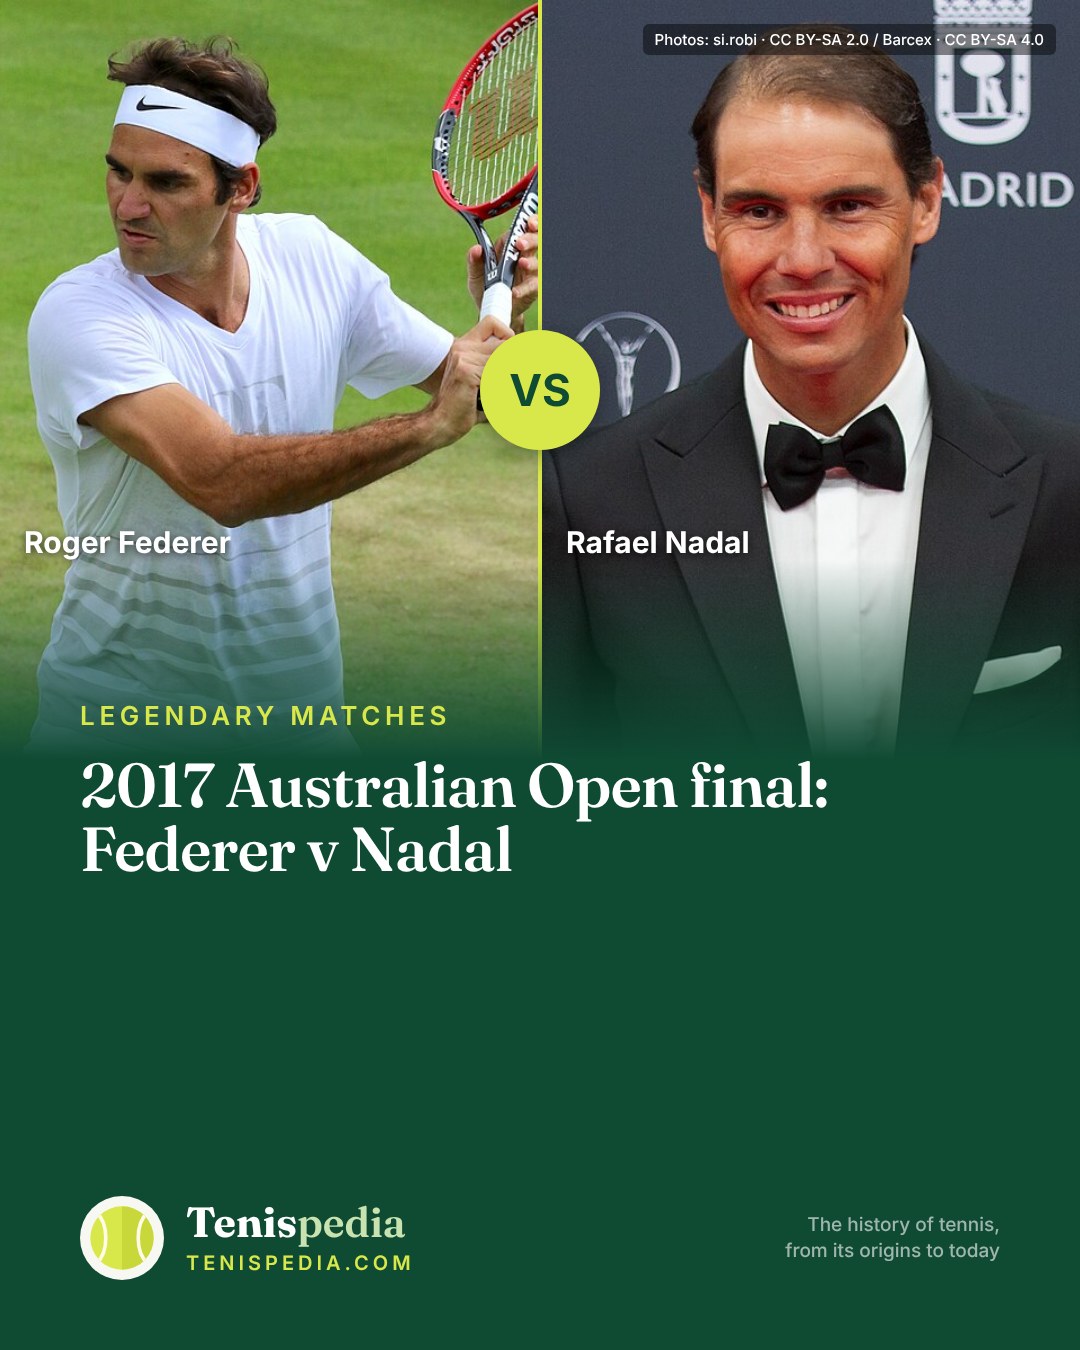 Photos: si.robi · CC BY-SA 2.0 / Barcex · CC BY-SA 4.0
ADRID
VS
Roger Federer
Rafael Nadal
LEGENDARY MATCHES
2017 Australian Open final:
Federer v Nadal
Tenispedia
TENISPEDIA.COM
The history of tennis,
from its origins to today